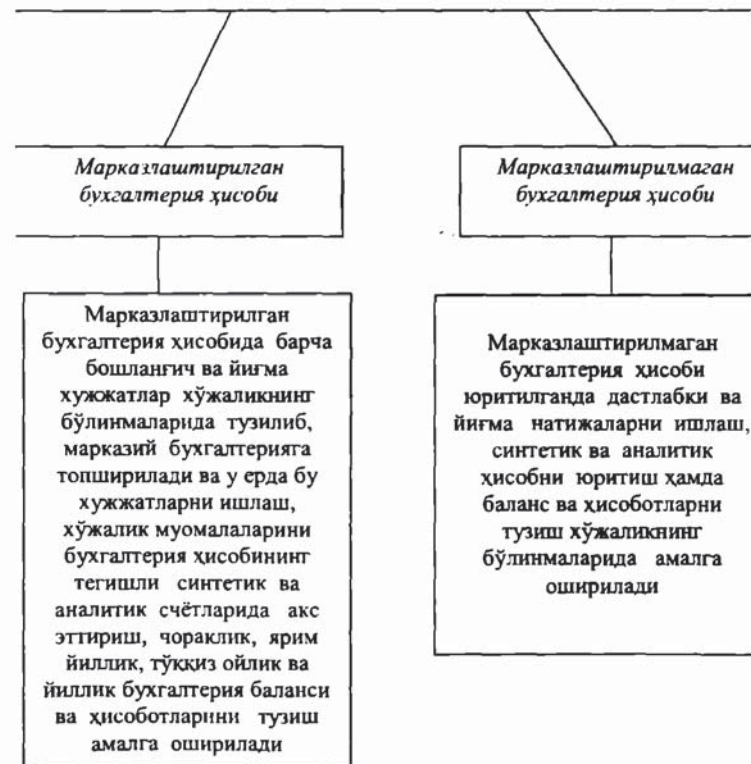 Марказлаштирилган
бухгалтерия ҳисоби
Марказлаштирилмаган
бухгалтерия ҳисоби
Марказлаштирилган
бухгалтерия ҳисобида барча
бошланғич ва йиғма
хужжатлар хўжаликнинг
бўлинмаларида тузилиб,
марказий бухгалтерияга
топширилади ва у ерда бу
хужжатларни ишлаш,
хўжалик муомалаларини
бухгалтерия ҳисобининг
тегишли синтетик ва
аналитик счётларида акс
эттириш, чораклик, ярим
йиллик, тўққиз ойлик ва
йиллик бухгалтерия баланси
ва ҳисоботларини тузиш
амалга оширилади
Марказлаштирилмаган
бухгалтерия ҳисоби
юритилганда дастлабки ва
йиғма натижаларни ишлаш,
синтетик ва аналитик
ҳисобни юритиш ҳамда
баланс ва ҳисоботларни
тузиш хўжаликнинг
бўлинмаларида амалга
оширилади